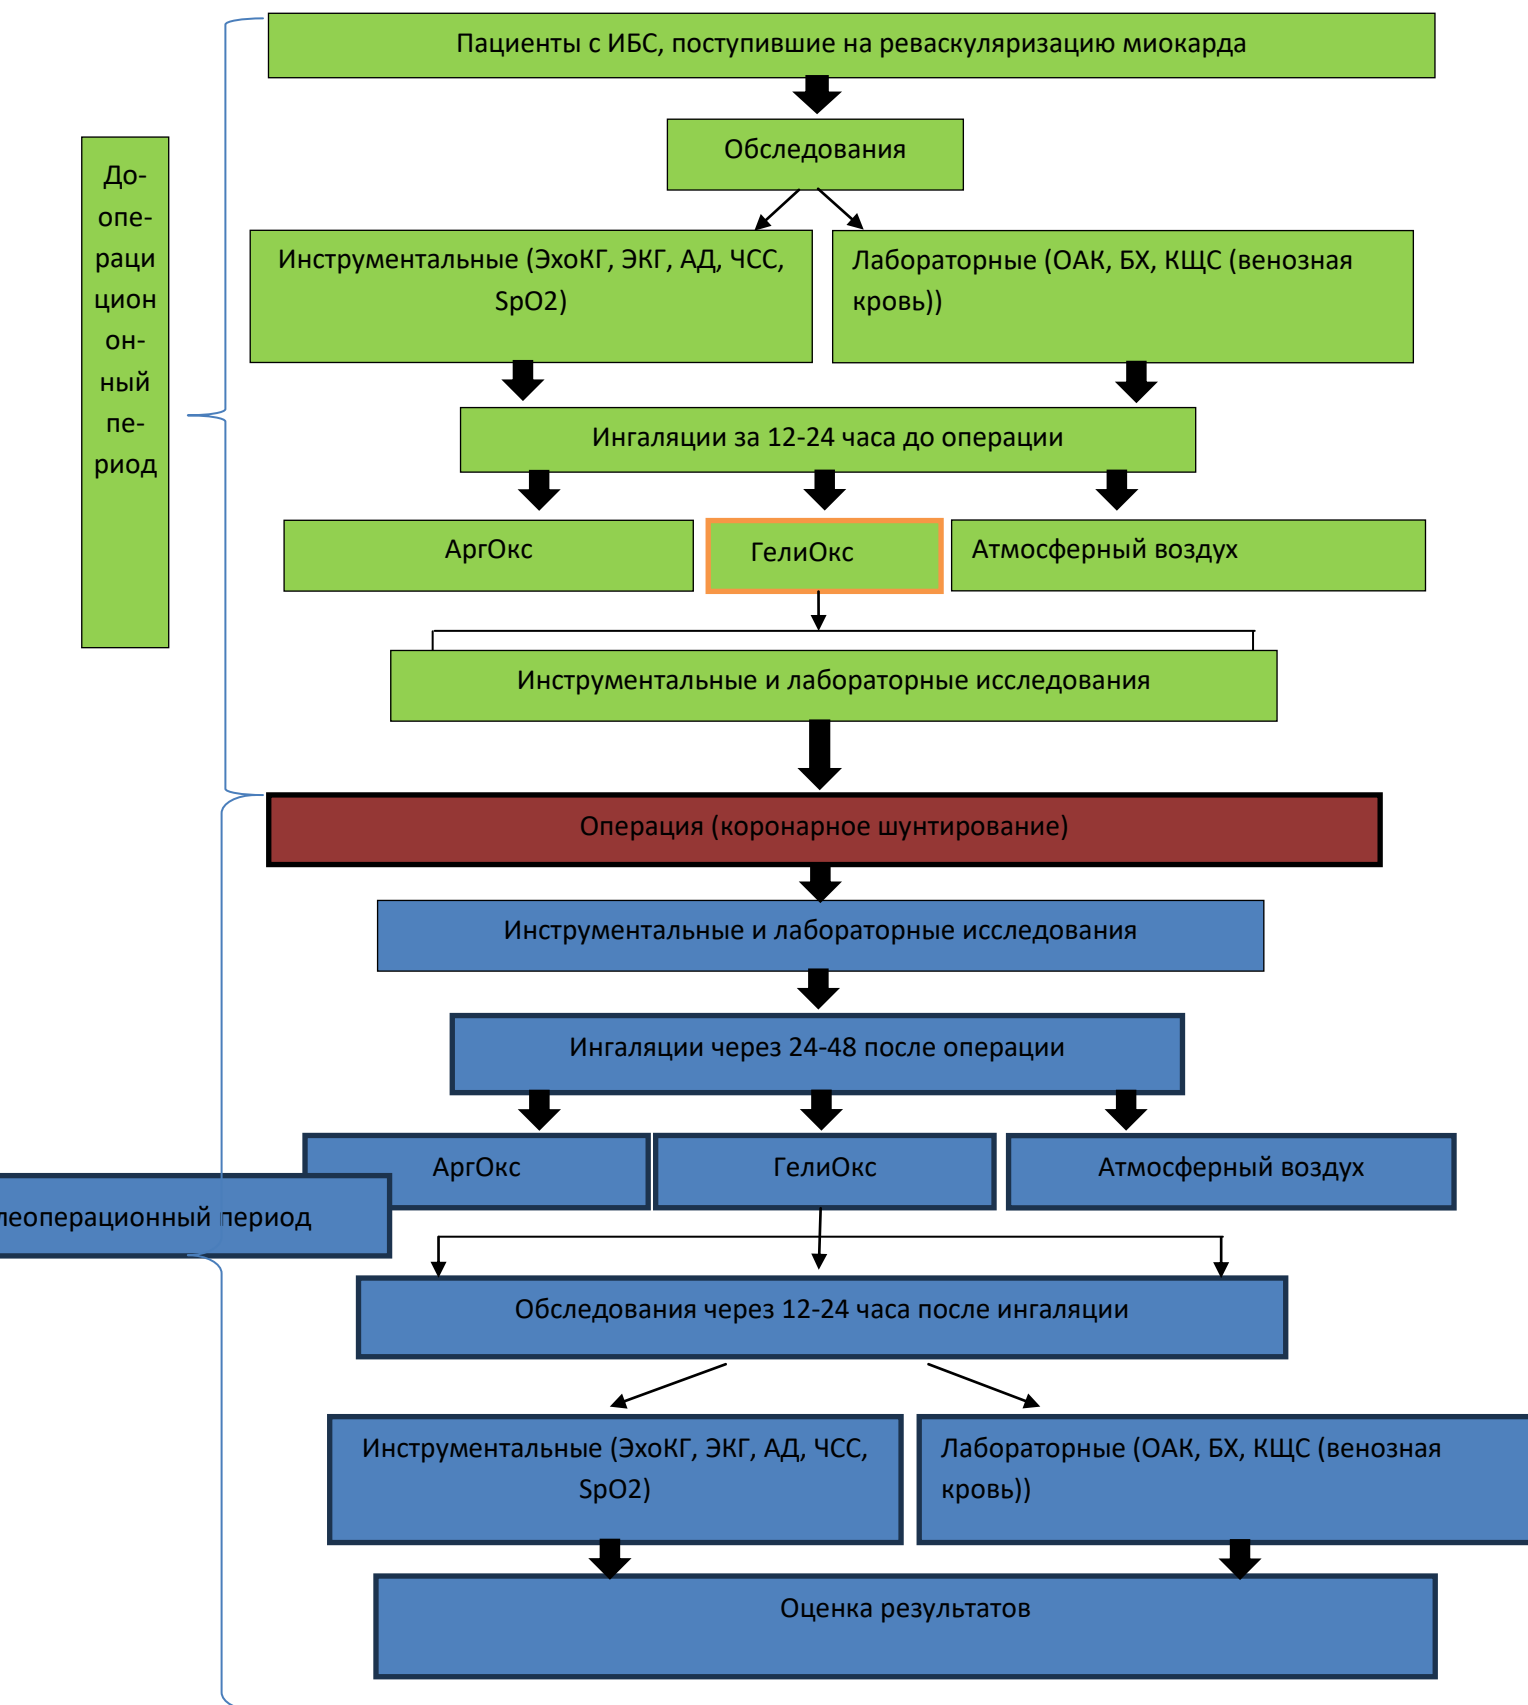 Пациенты с ИБС, поступившие на реваскуляризацию миокарда
Обследования
До-
опе-
раци
цион
он-
ный
пе-
риод
Инструментальные (ЭхоКГ, ЭКГ, АД, ЧСС,
SpO2)
Лабораторные (ОАК, БХ, КЩС (венозная
кровь))
Ингаляции за 12-24 часа до операции
АргОкс
ГелиОкс
Атмосферный воздух
Инструментальные и лабораторные исследования
Операция (коронарное шунтирование)
Инструментальные и лабораторные исследования
Ингаляции через 24-48 после операции
АргОкс
ГелиОкс
Атмосферный воздух
леоперационный период
Обследования через 12-24 часа после ингаляции
Инструментальные (ЭхоКГ, ЭКГ, АД, ЧСС,
SpO2)
Лабораторные (ОАК, БХ, КЩС (венозная
кровь))
Оценка результатов